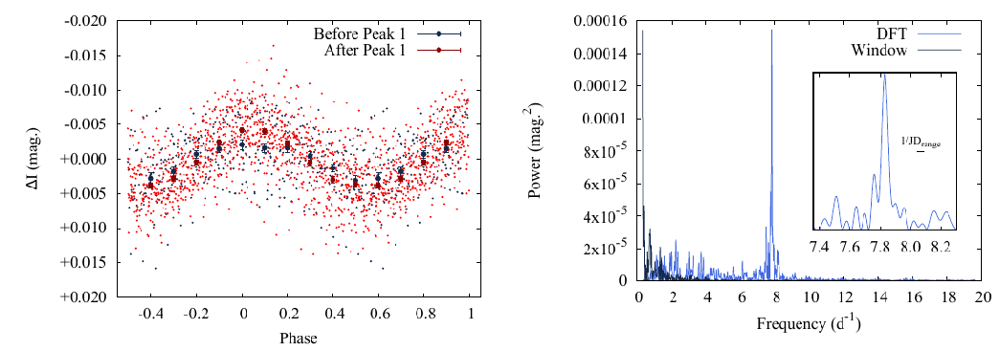 -0.020
-0.015
-0.010
-0.005
+0.000
+0.005
+0.010
+0.015
+0.020
ΔI (mag.)
Before Peak 1
After Peak 1
-0.4 -0.2 0 0.2 0.4 0.6 0.8 1
Phase
0.00016
0.00014
0.00012
0.0001
8x10-5
6x10-5
4x10-5
2x10-5
0
Power (mag.2)
DFT
Window
1/JDrange
7.4 7.6 7.8 8.0 8.2
0 2 4 6 8 10 12 14 16 18 20
Frequency (d-1)